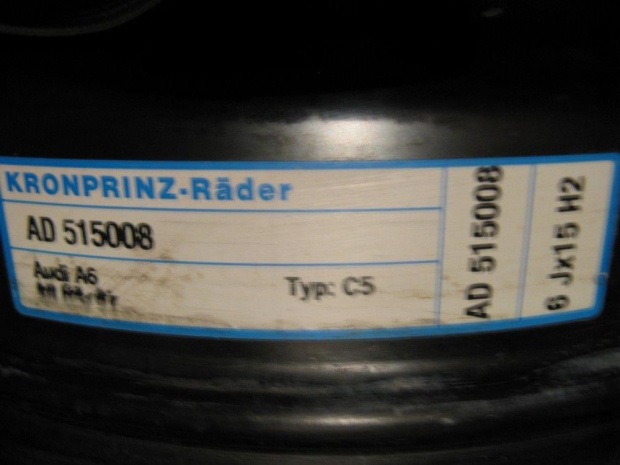 KRONPRINZ-Räder
AD 515008
Audi A6
Typ: C5
AD 515008
6 Jx15 H2